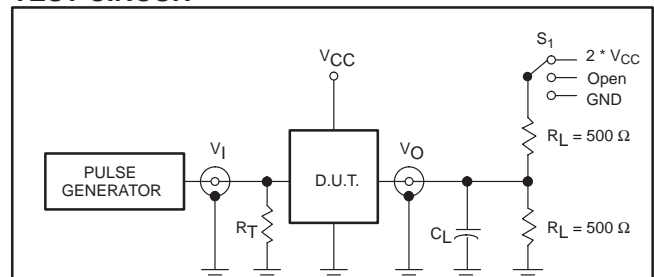 TEST CIRCUIT
S1
VCC
2 * VCC
Open
GND
RL = 500 Ω
VI
VO
PULSE
GENERATOR
D.U.T.
RT
CL
RL = 500 Ω